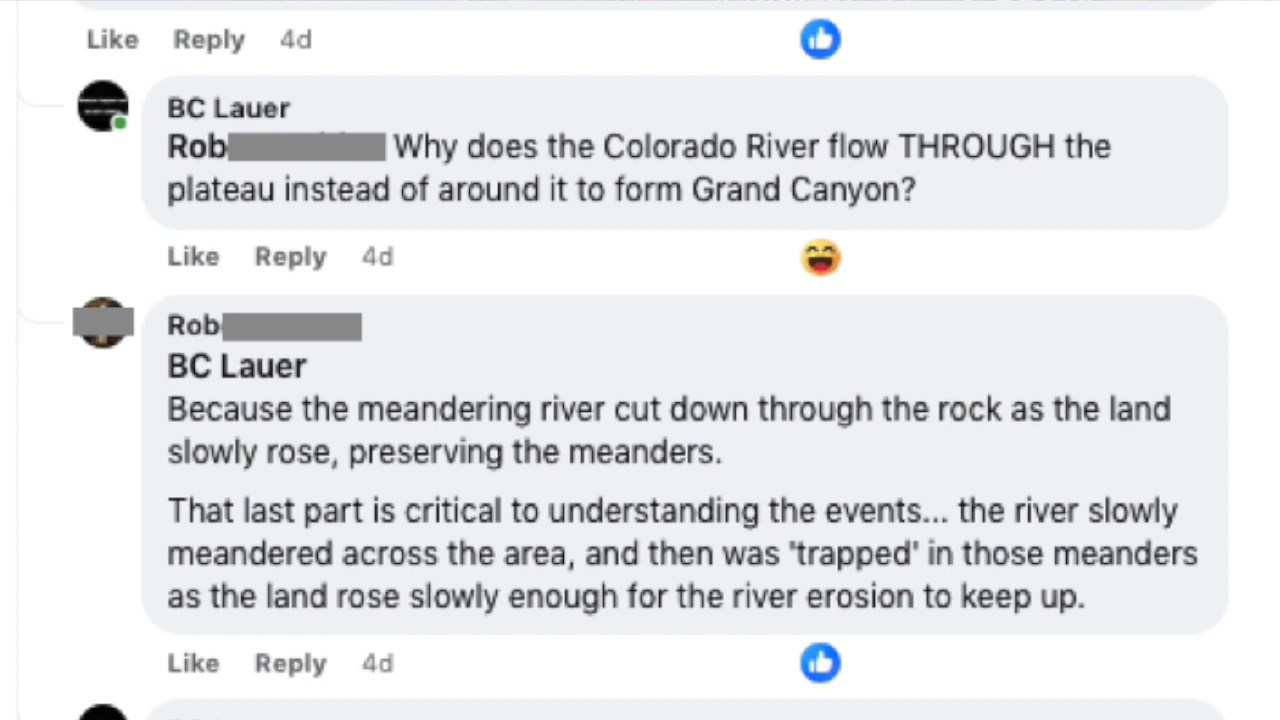 Like Reply 4d
BC Lauer
Rob Why does the Colorado River flow THROUGH the
plateau instead of around it to form Grand Canyon?
Like Reply 4d
Rob
BC Lauer
Because the meandering river cut down through the rock as the land
slowly rose, preserving the meanders.
That last part is critical to understanding the events... the river slowly
meandered across the area, and then was 'trapped' in those meanders
as the land rose slowly enough for the river erosion to keep up.
Like Reply 4d